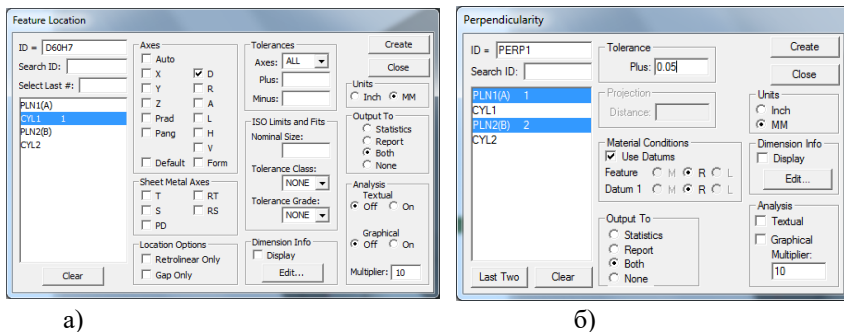 Feature Location
ID = D60H7
Search ID:
Select Last #:
PLN1(A)
CYL1 1
PLN2(B)
CYL2
Clear
Axes
Auto
X D
Y R
Z A
Prad L
Pang H
V
Default Form
Sheet Metal Axes
T RT
S RS
PD
Location Options
Retrolinear Only
Gap Only
Tolerances
Axes: ALL
Plus:
Minus:
ISO Limits and Fits
Nominal Size:
Tolerance Class:
NONE
Tolerance Grade:
NONE
Dimension Info
Display
Edit...
Create
Close
Units
Inch MM
Output To
Statistics
Report
Both
None
Analysis
Textual
Off On
Graphical
Off On
Multiplier: 10
а)
Perpendicularity
ID = PERP1
Search ID:
PLN1(A) 1
CYL1
PLN2(B) 2
CYL2
Last Two Clear
Tolerance
Plus: 0.05
Projection
Distance:
Material Conditions
Use Datums
Feature M R L
Datum 1 M R L
Output To
Statistics
Report
Both
None
Create
Close
Units
Inch
MM
Dimension Info
Display
Edit...
Analysis
Textual
Graphical
Multiplier:
10
б)